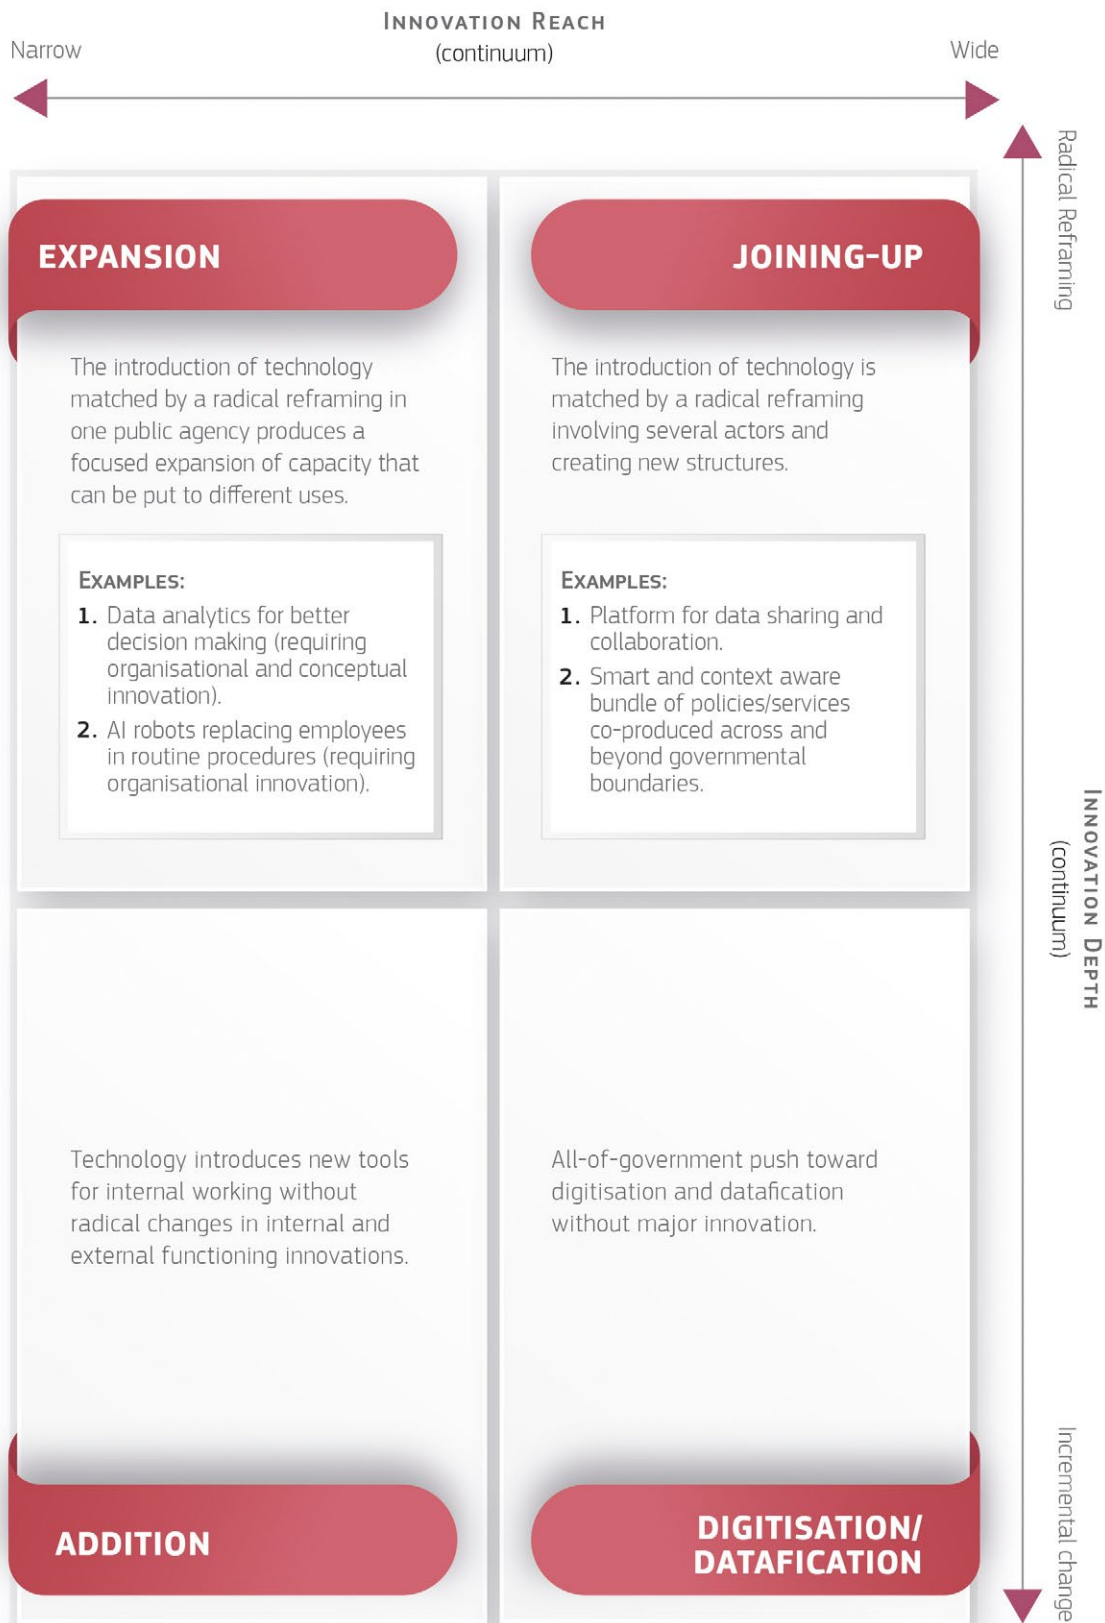 INNOVATION REACH
(continuum)
Narrow
Wide
Radical Reframing
EXPANSION
The introduction of technology
matched by a radical reframing in
one public agency produces a
focused expansion of capacity that
can be put to different uses.
EXAMPLES:
1. Data analytics for better
decision making (requiring
organisational and conceptual
innovation).
2. AI robots replacing employees
in routine procedures (requiring
organisational innovation).
JOINING-UP
The introduction of technology is
matched by a radical reframing
involving several actors and
creating new structures.
EXAMPLES:
1. Platform for data sharing and
collaboration.
2. Smart and context aware
bundle of policies/services
co-produced across and
beyond governmental
boundaries.
INNOVATION DEPTH
(continuum)
Technology introduces new tools
for internal working without
radical changes in internal and
external functioning innovations.
ADDITION
All-of-government push toward
digitisation and datafication
without major innovation.
DIGITISATION/
DATAFICATION
Incremental change